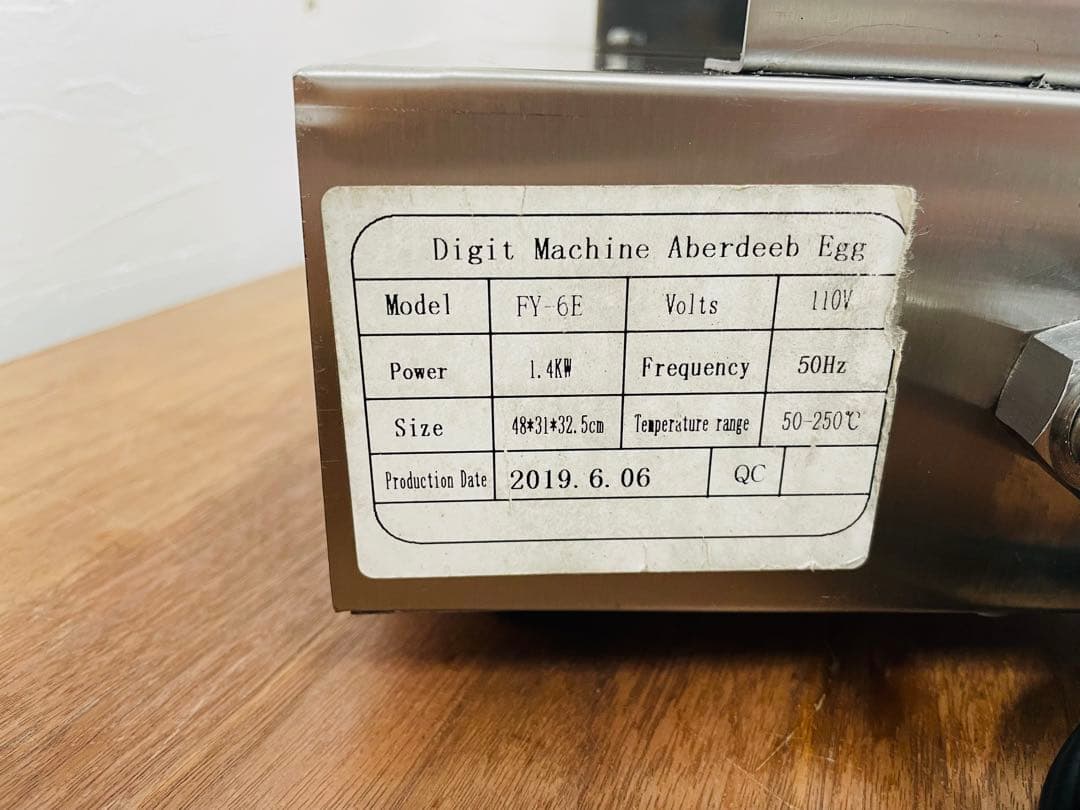 Digit Machine Aberdeeb Egg
Model FY-6E Volts 110V
Power 1.4KW Frequency 50Hz
Size 48*31*32.5cm Temperature range 50-250℃
Production Date 2019.6.06 QC